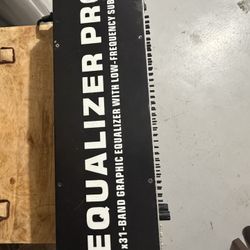 EQUALIZER PRO
x31-BAND GRAPHIC EQUALIZER WITH LOW-FREQUENCY SUB